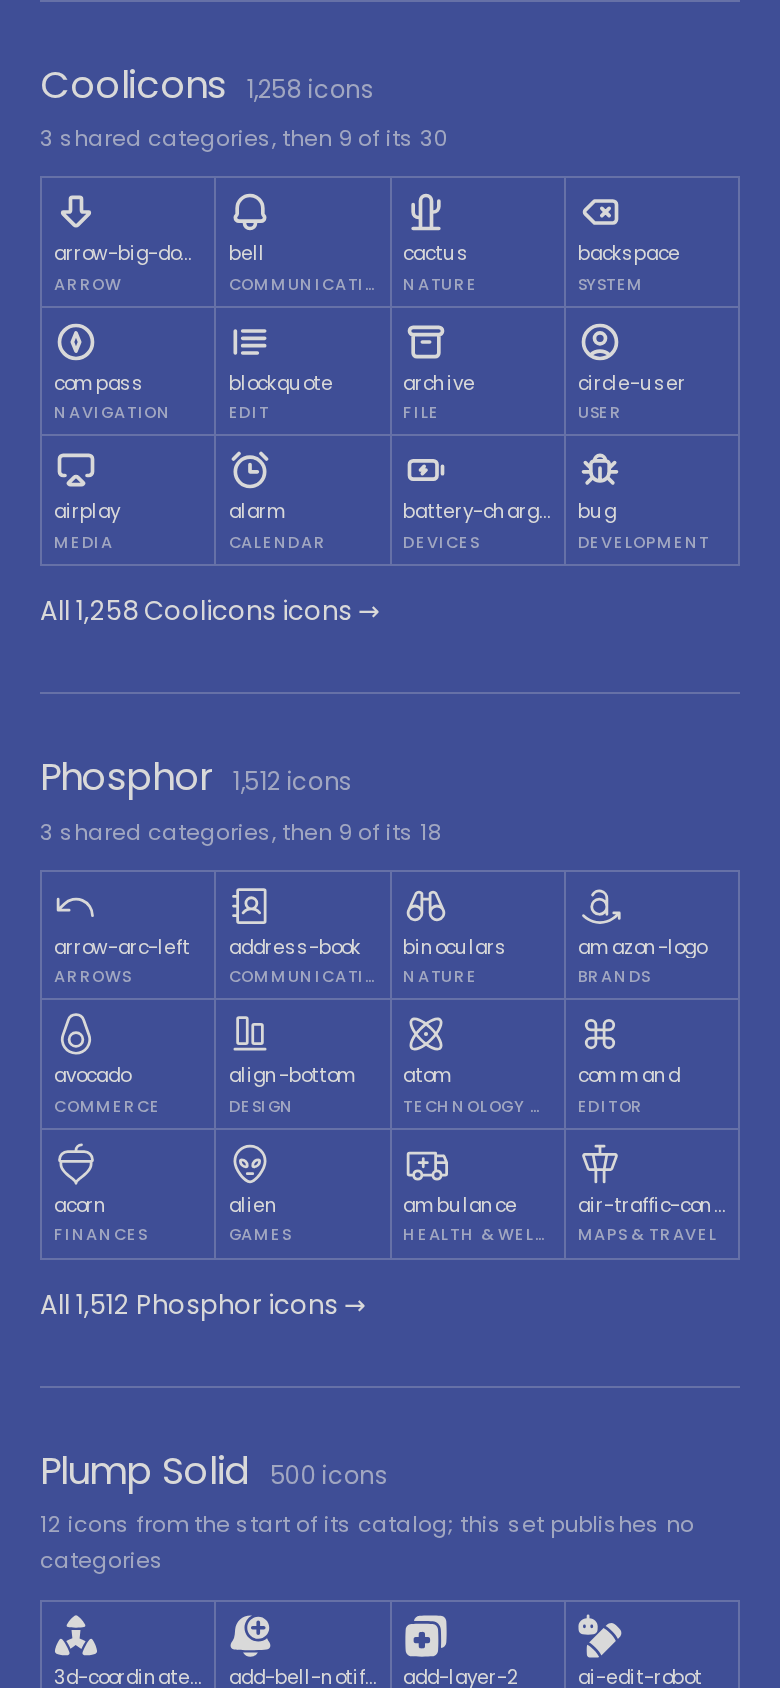 Coolicons 1,258 icons
3 shared categories, then 9 of its 30
arrow-big-do... bell cactus backspace
ARROW COMMUNICATI... NATURE SYSTEM
compass blockquote archive circle-user
NAVIGATION EDIT FILE USER
airplay alarm battery-charg... bug
MEDIA CALENDAR DEVICES DEVELOPMENT
All 1,258 Coolicons icons →
Phosphor 1,512 icons
3 shared categories, then 9 of its 18
arrow-arc-left address-book binoculars amazon-logo
ARROWS COMMUNICATI... NATURE BRANDS
avocado align-bottom atom command
COMMERCE DESIGN TECHNOLOGY ... EDITOR
acorn alien ambulance air-traffic-con...
FINANCES GAMES HEALTH & WEL... MAPS & TRAVEL
All 1,512 Phosphor icons →
Plump Solid 500 icons
12 icons from the start of its catalog; this set publishes no
categories
3d-coordinate... add-bell-notif... add-layer-2 ai-edit-robot